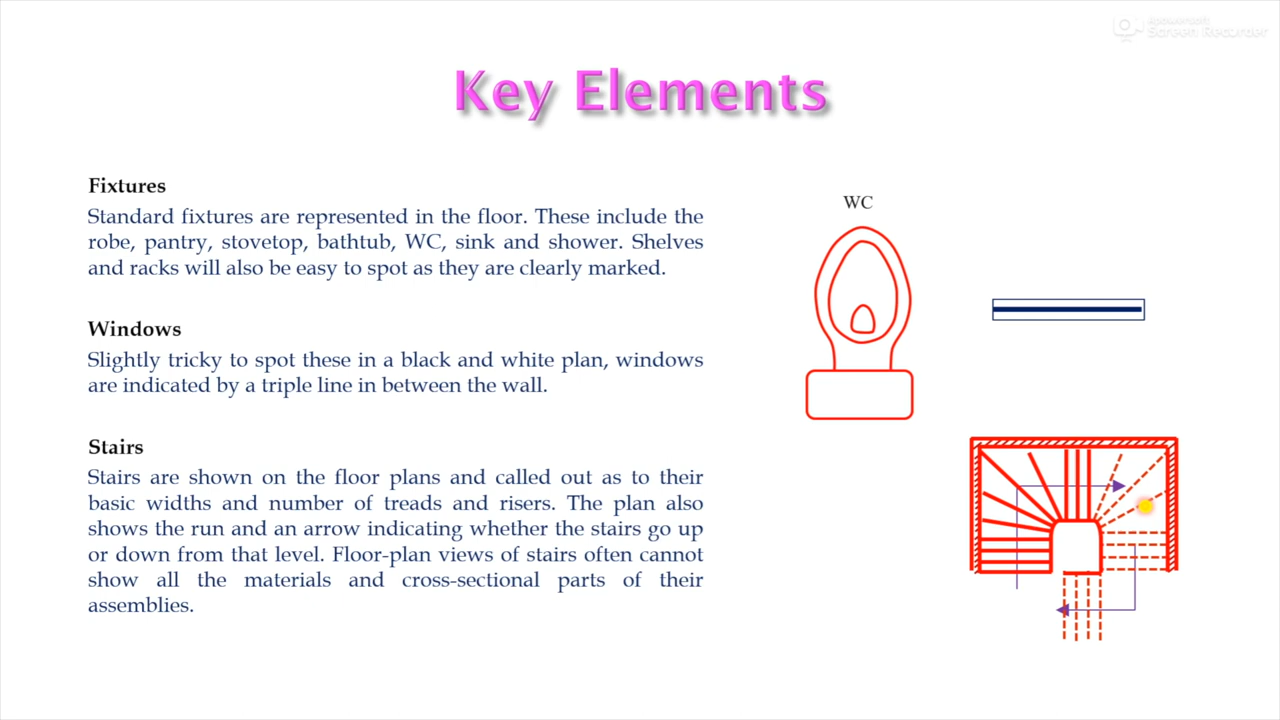 Apowersoft
Screen Recorder
Key Elements
Fixtures
Standard fixtures are represented in the floor. These include the
robe, pantry, stovetop, bathtub, WC, sink and shower. Shelves
and racks will also be easy to spot as they are clearly marked.
WC
Windows
Slightly tricky to spot these in a black and white plan, windows
are indicated by a triple line in between the wall.
Stairs
Stairs are shown on the floor plans and called out as to their
basic widths and number of treads and risers. The plan also
shows the run and an arrow indicating whether the stairs go up
or down from that level. Floor-plan views of stairs often cannot
show all the materials and cross-sectional parts of their
assemblies.